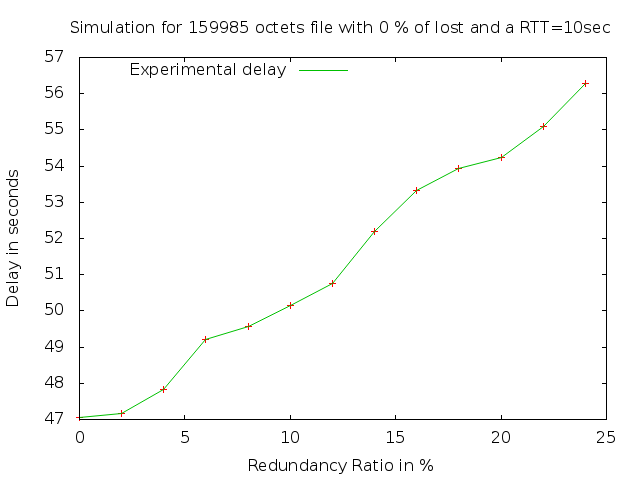 Simulation for 159985 octets file with 0 % of lost and a RTT=10sec
57
Experimental delay
56
55
54
53
52
51
50
49
48
47
Delay in seconds
0 5 10 15 20 25
Redundancy Ratio in %